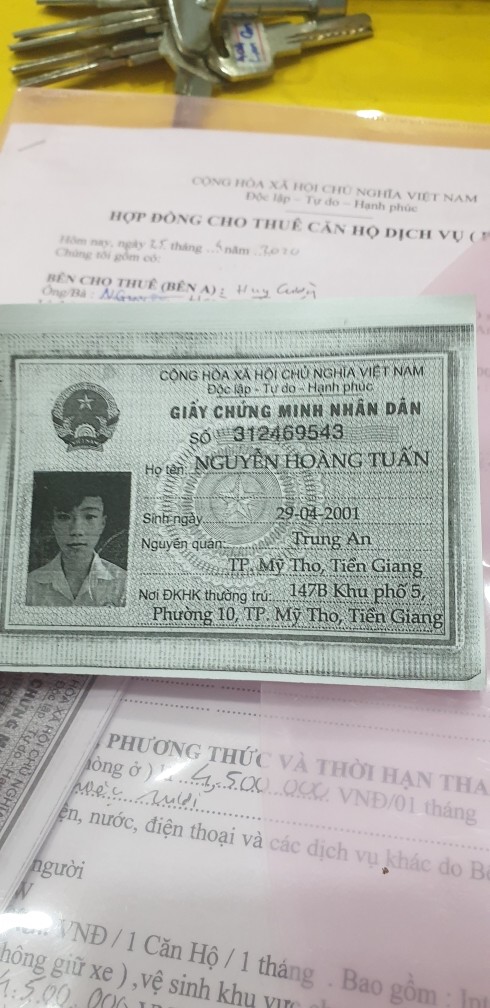 CỘNG HÒA XÃ HỘI CHỦ NGHĨA VIỆT NAM
Độc lập - Tự do - Hạnh phúc
HỢP ĐỒNG CHO THUÊ CĂN HỘ DỊCH VỤ (
Hôm nay, ngày 25 tháng 5 năm 2020
Chúng tôi gồm có:
BÊN CHO THUÊ (BÊN A): Huy
Ông/Bà :
CỘNG HÒA XÃ HỘI CHỦ NGHĨA VIỆT NAM
Độc lập - Tự do - Hạnh phúc
GIẤY CHỨNG MINH NHÂN DÂN
SỐ 312469543
Họ tên: NGUYỄN HOÀNG TUẤN
Sinh ngày 29-04-2001
Nguyên quán: Trung An
TP. Mỹ Tho, Tiền Giang
Nơi ĐKHK thường trú: 147B Khu phố 5,
Phường 10, TP. Mỹ Tho, Tiền Giang
, PHƯƠNG THỨC VÀ THỜI HẠN THA
ồng ở ) 4,500 000 VNĐ/01 tháng
ện, nước, điện thoại và các dịch vụ khác do B
người
VNĐ / 1 Căn Hộ / 1 tháng . Bao gồm : In
hông giữ xe ) , vệ sinh khu vực